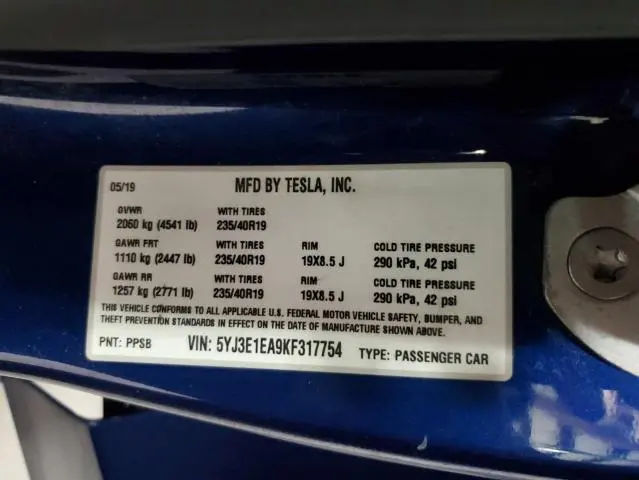 05/19 MFD BY TESLA, INC.
GVWR WITH TIRES
2060 kg (4541 lb) 235/40R19
GAWR FRT WITH TIRES RIM COLD TIRE PRESSURE
1110 kg (2447 lb) 235/40R19 19X8.5 J 290 kPa, 42 psi
GAWR RR WITH TIRES RIM COLD TIRE PRESSURE
1257 kg (2771 lb) 235/40R19 19X8.5 J 290 kPa, 42 psi
THIS VEHICLE CONFORMS TO ALL APPLICABLE U.S. FEDERAL MOTOR VEHICLE SAFETY, BUMPER, AND
THEFT PREVENTION STANDARDS IN EFFECT ON THE DATE OF MANUFACTURE SHOWN ABOVE.
PNT: PPSB VIN: 5YJ3E1EA9KF317754 TYPE: PASSENGER CAR